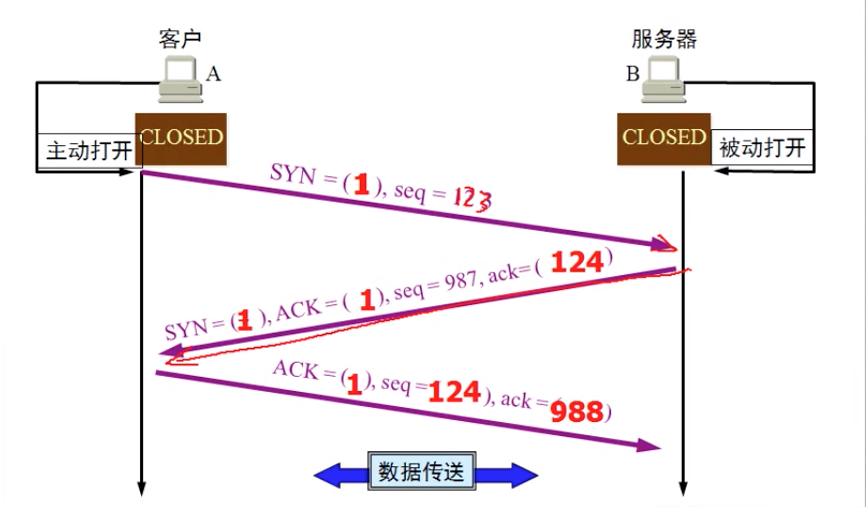 客户
服务器
A
B
CLOSED
CLOSED
主动打开
被动打开
SYN = (1), seq = 123
SYN = (1), ACK = (1), seq = 987, ack= (124)
ACK = (1), seq =124), ack =988)
数据传送